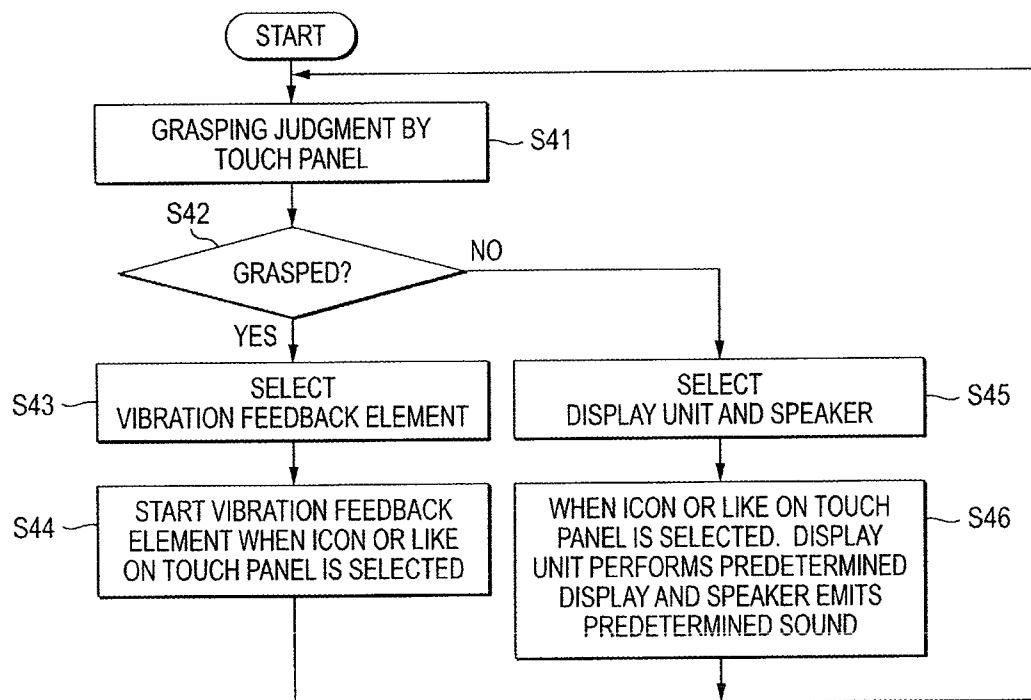 START
GRASPING JUDGMENT BY
TOUCH PANEL
S41
S42
GRASPED?
NO
YES
SELECT
VIBRATION FEEDBACK ELEMENT
S43
SELECT
DISPLAY UNIT AND SPEAKER
S45
START VIBRATION FEEDBACK
ELEMENT WHEN ICON OR LIKE
ON TOUCH PANEL IS SELECTED
S44
WHEN ICON OR LIKE ON TOUCH
PANEL IS SELECTED. DISPLAY
UNIT PERFORMS PREDETERMINED
DISPLAY AND SPEAKER EMITS
PREDETERMINED SOUND
S46